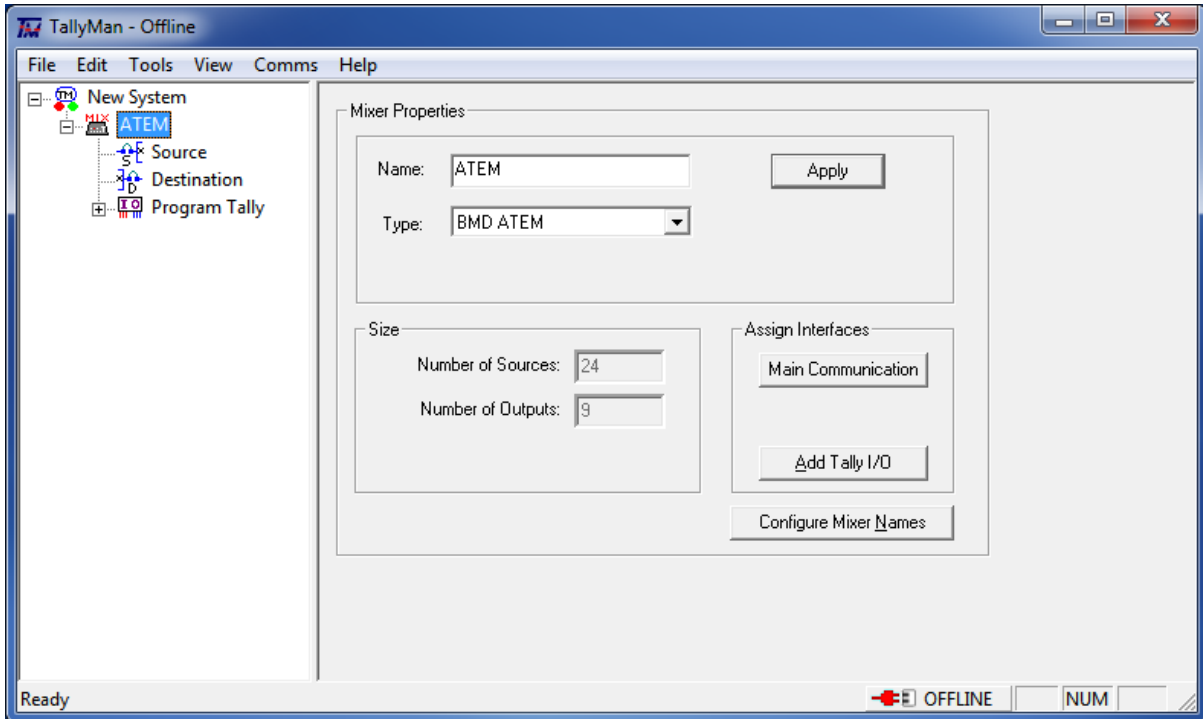 TallyMan - Offline
File Edit Tools View Comms Help
New System
MIX ATEM
Source
Destination
Program Tally
Mixer Properties
Name: ATEM
Apply
Type: BMD ATEM
Size
Number of Sources: 24
Number of Outputs: 9
Assign Interfaces
Main Communication
Add Tally I/O
Configure Mixer Names
Ready
OFFLINE
NUM